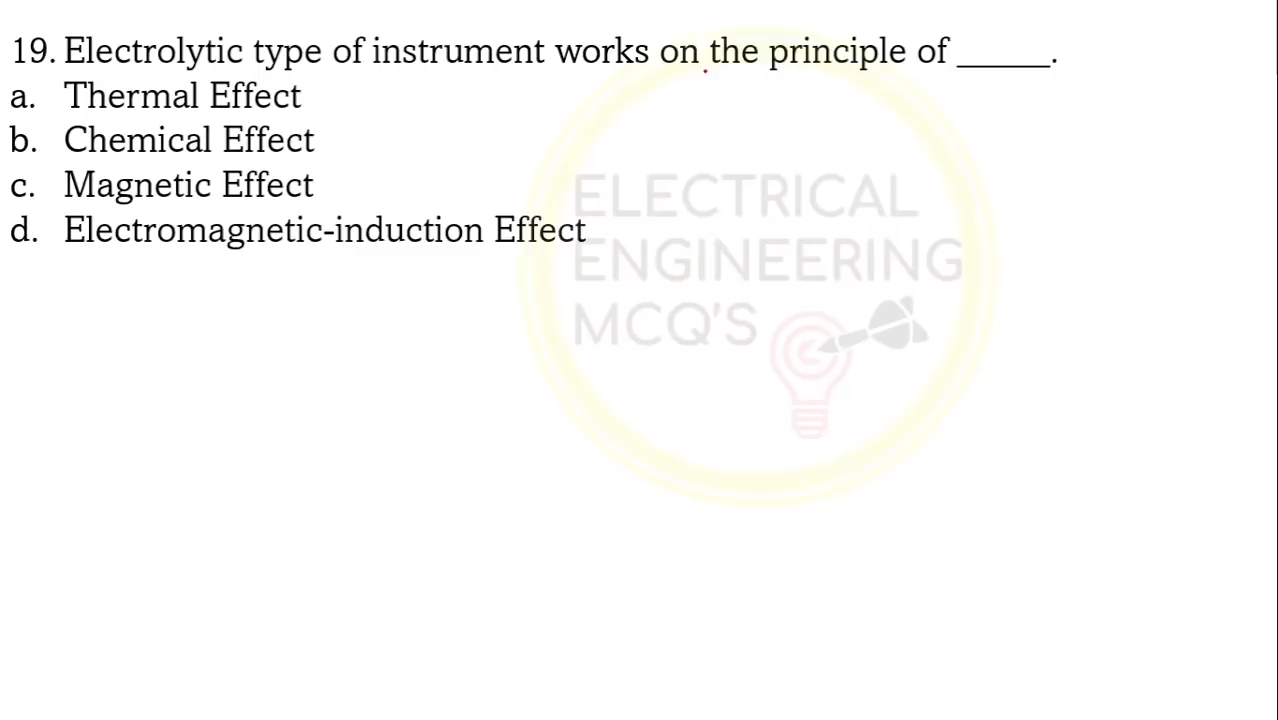 19. Electrolytic type of instrument works on the principle of _____.
a. Thermal Effect
b. Chemical Effect
c. Magnetic Effect
d. Electromagnetic-induction Effect
ELECTRICAL
ENGINEERING
MCQ'S